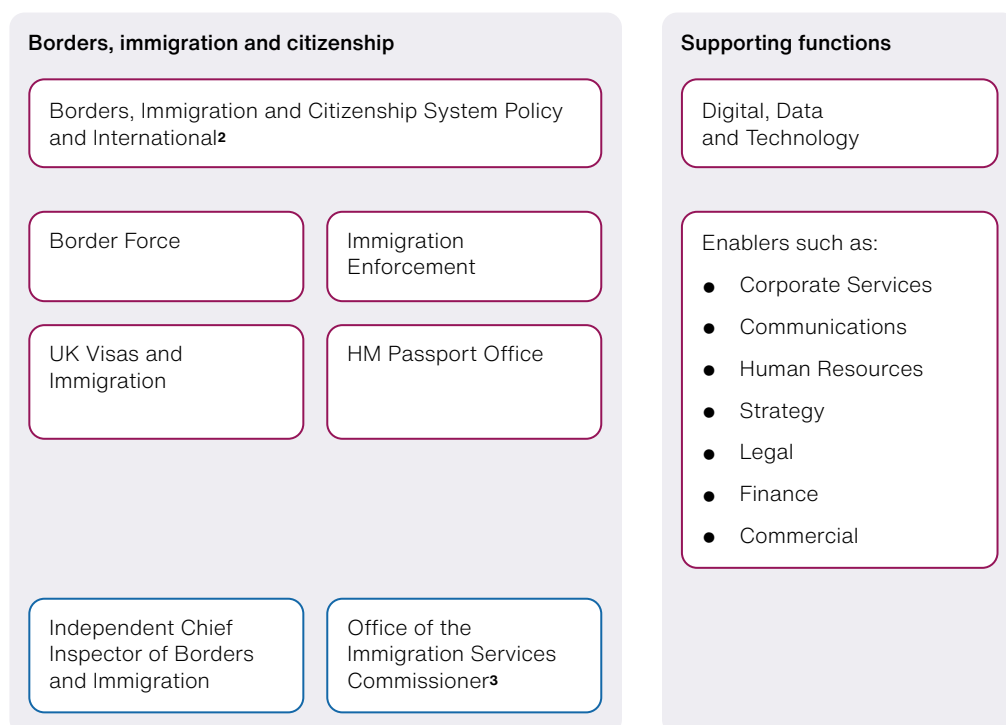 Borders, immigration and citizenship
Borders, Immigration and Citizenship System Policy
and International2
Border Force
Immigration
Enforcement
UK Visas and
Immigration
HM Passport Office
Independent Chief
Inspector of Borders
and Immigration
Office of the
Immigration Services
Commissioner3
Supporting functions
Digital, Data
and Technology
Enablers such as:
● Corporate Services
● Communications
● Human Resources
● Strategy
● Legal
● Finance
● Commercial